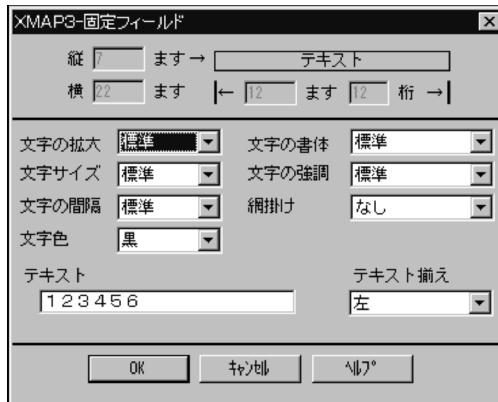 XMAP3-固定フィールド
縦 7 ます→ テキスト
横 22 ます |← 12 ます 12 桁 →|
文字の拡大 標準 文字の書体 標準
文字サイズ 標準 文字の強調 標準
文字の間隔 標準 網掛け なし
文字色 黒
テキスト テキスト揃え
123456 左
OK キャンセル ヘルプ